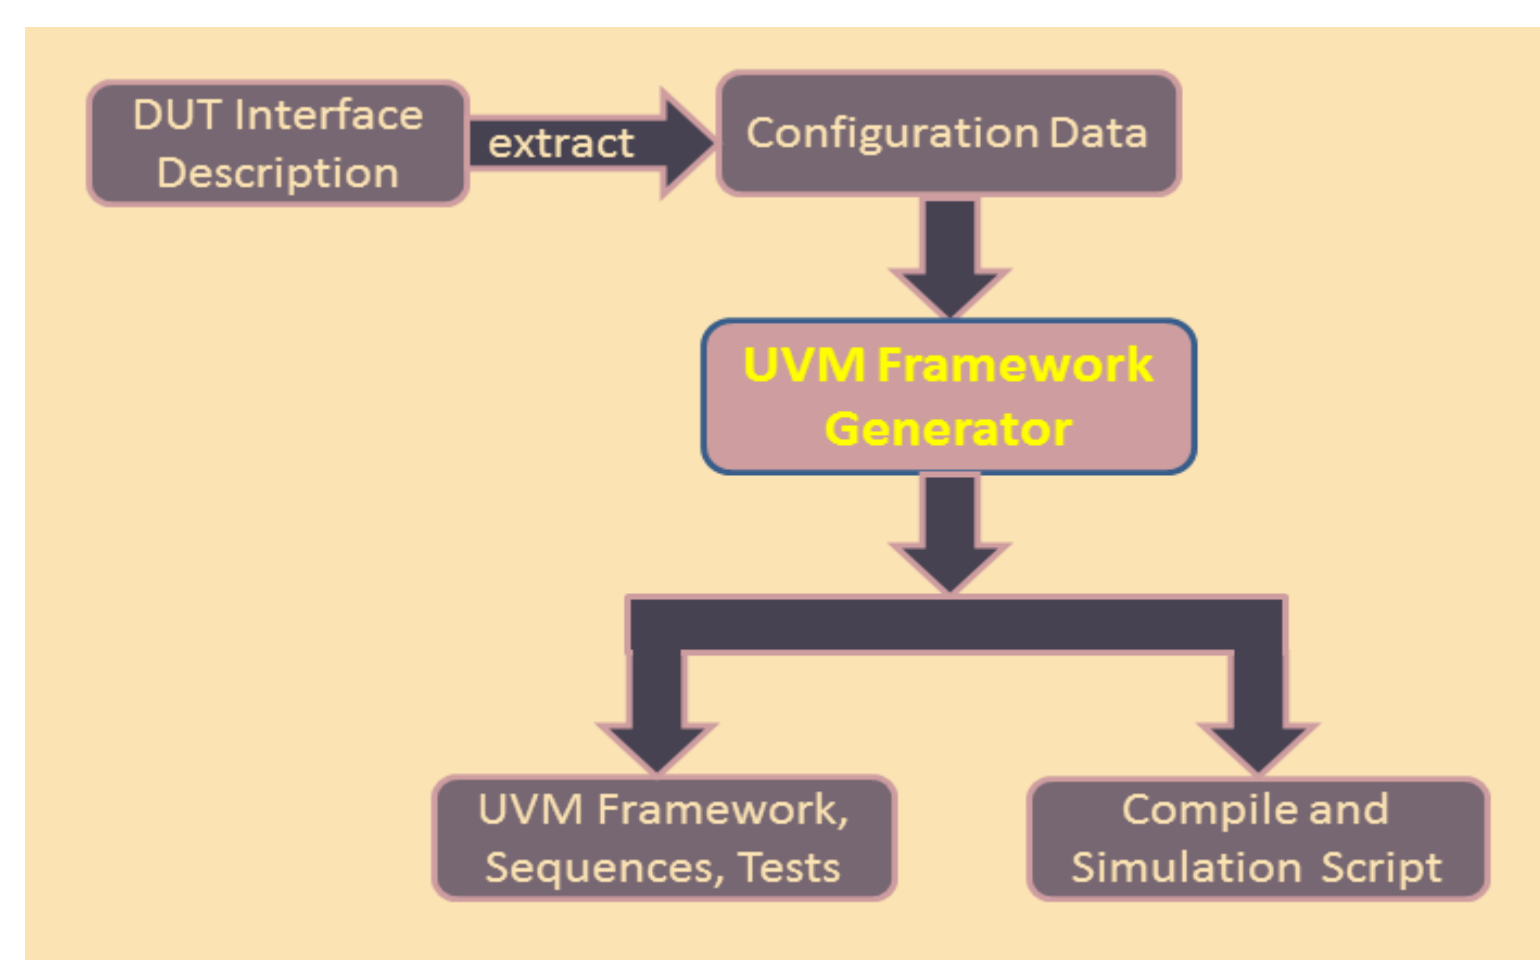 DUT Interface
Description
extract
Configuration Data
UVM Framework
Generator
UVM Framework,
Sequences, Tests
Compile and
Simulation Script